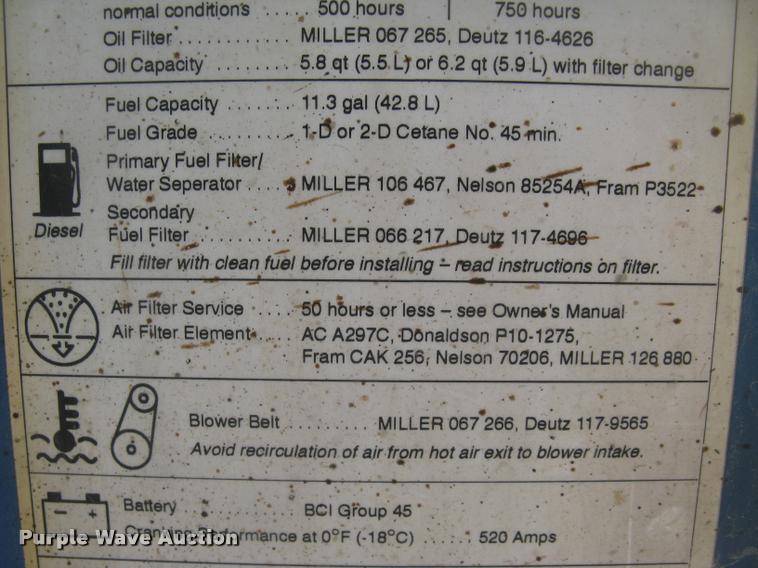 normal conditions . . . . . . 500 hours | 750 hours
Oil Filter . . . . . . . . . . . . MILLER 067 265, Deutz 116-4626
Oil Capacity . . . . . . . . . 5.8 qt (5.5 L) or 6.2 qt (5.9 L) with filter change
Fuel Capacity . . . . . . . 11.3 gal (42.8 L)
Fuel Grade . . . . . . . . . 1-D or 2-D Cetane No. 45 min.
Primary Fuel Filter/
Water Seperator . . . . . MILLER 106 467, Nelson 85254A, Fram P3522
Secondary
Fuel Filter . . . . . . . . . . MILLER 066 217, Deutz 117-4696
Diesel
Fill filter with clean fuel before installing – read instructions on filter.
Air Filter Service . . . . 50 hours or less – see Owner's Manual
Air Filter Element . . . . AC A297C, Donaldson P10-1275,
Fram CAK 256, Nelson 70206, MILLER 126 880
Blower Belt . . . . . . . . . MILLER 067 266, Deutz 117-9565
Avoid recirculation of air from hot air exit to blower intake.
Battery . . . . . . . . . . BCI Group 45
Cranking Performance at 0°F (-18°C) . . . . . 520 Amps
Purple Wave Auction